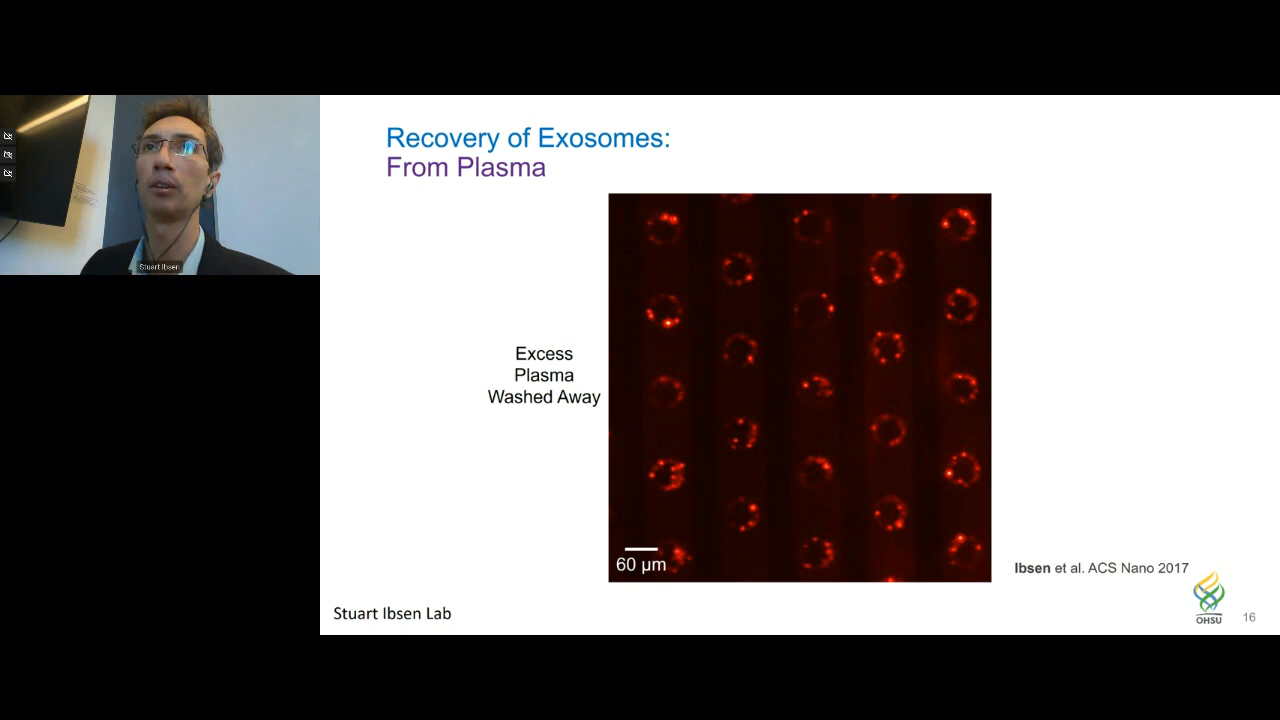 Stuart Ibsen
Recovery of Exosomes:
From Plasma
Excess
Plasma
Washed Away
60 µm
Ibsen et al. ACS Nano 2017
Stuart Ibsen Lab
OHSU
16